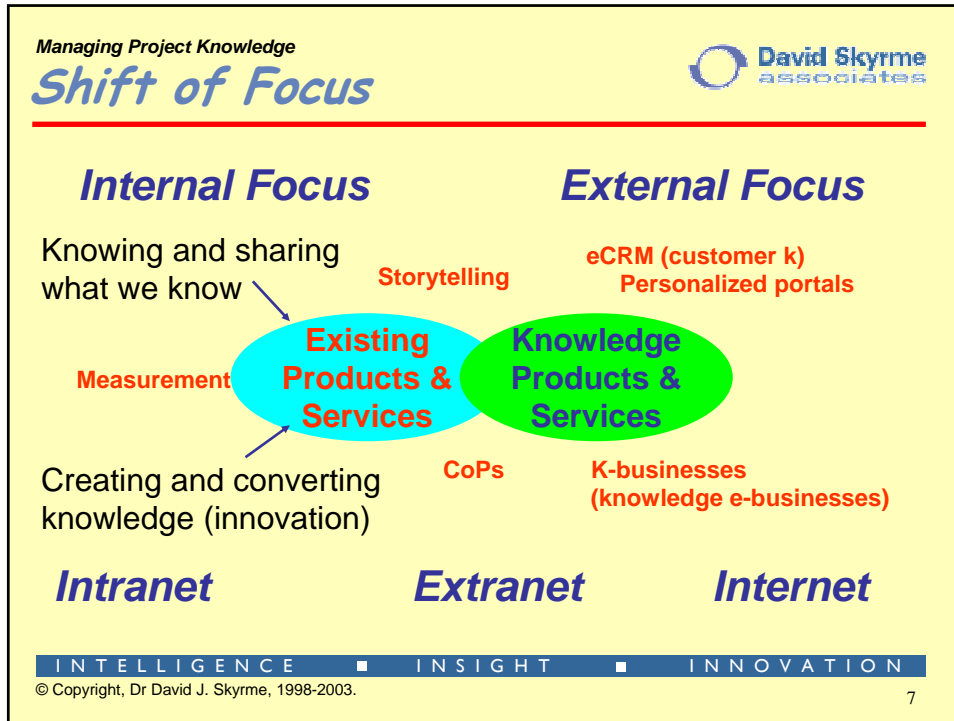 Managing Project Knowledge
Shift of Focus
David Skyrme
associates
Internal Focus
External Focus
Knowing and sharing
what we know
Storytelling
eCRM (customer k)
Personalized portals
Existing
Products &
Services
Knowledge
Products &
Services
Measurement
Creating and converting
knowledge (innovation)
CoPs
K-businesses
(knowledge e-businesses)
Intranet
Extranet
Internet
INTELLIGENCE ■ INSIGHT ■ INNOVATION
© Copyright, Dr David J. Skyrme, 1998-2003.
7